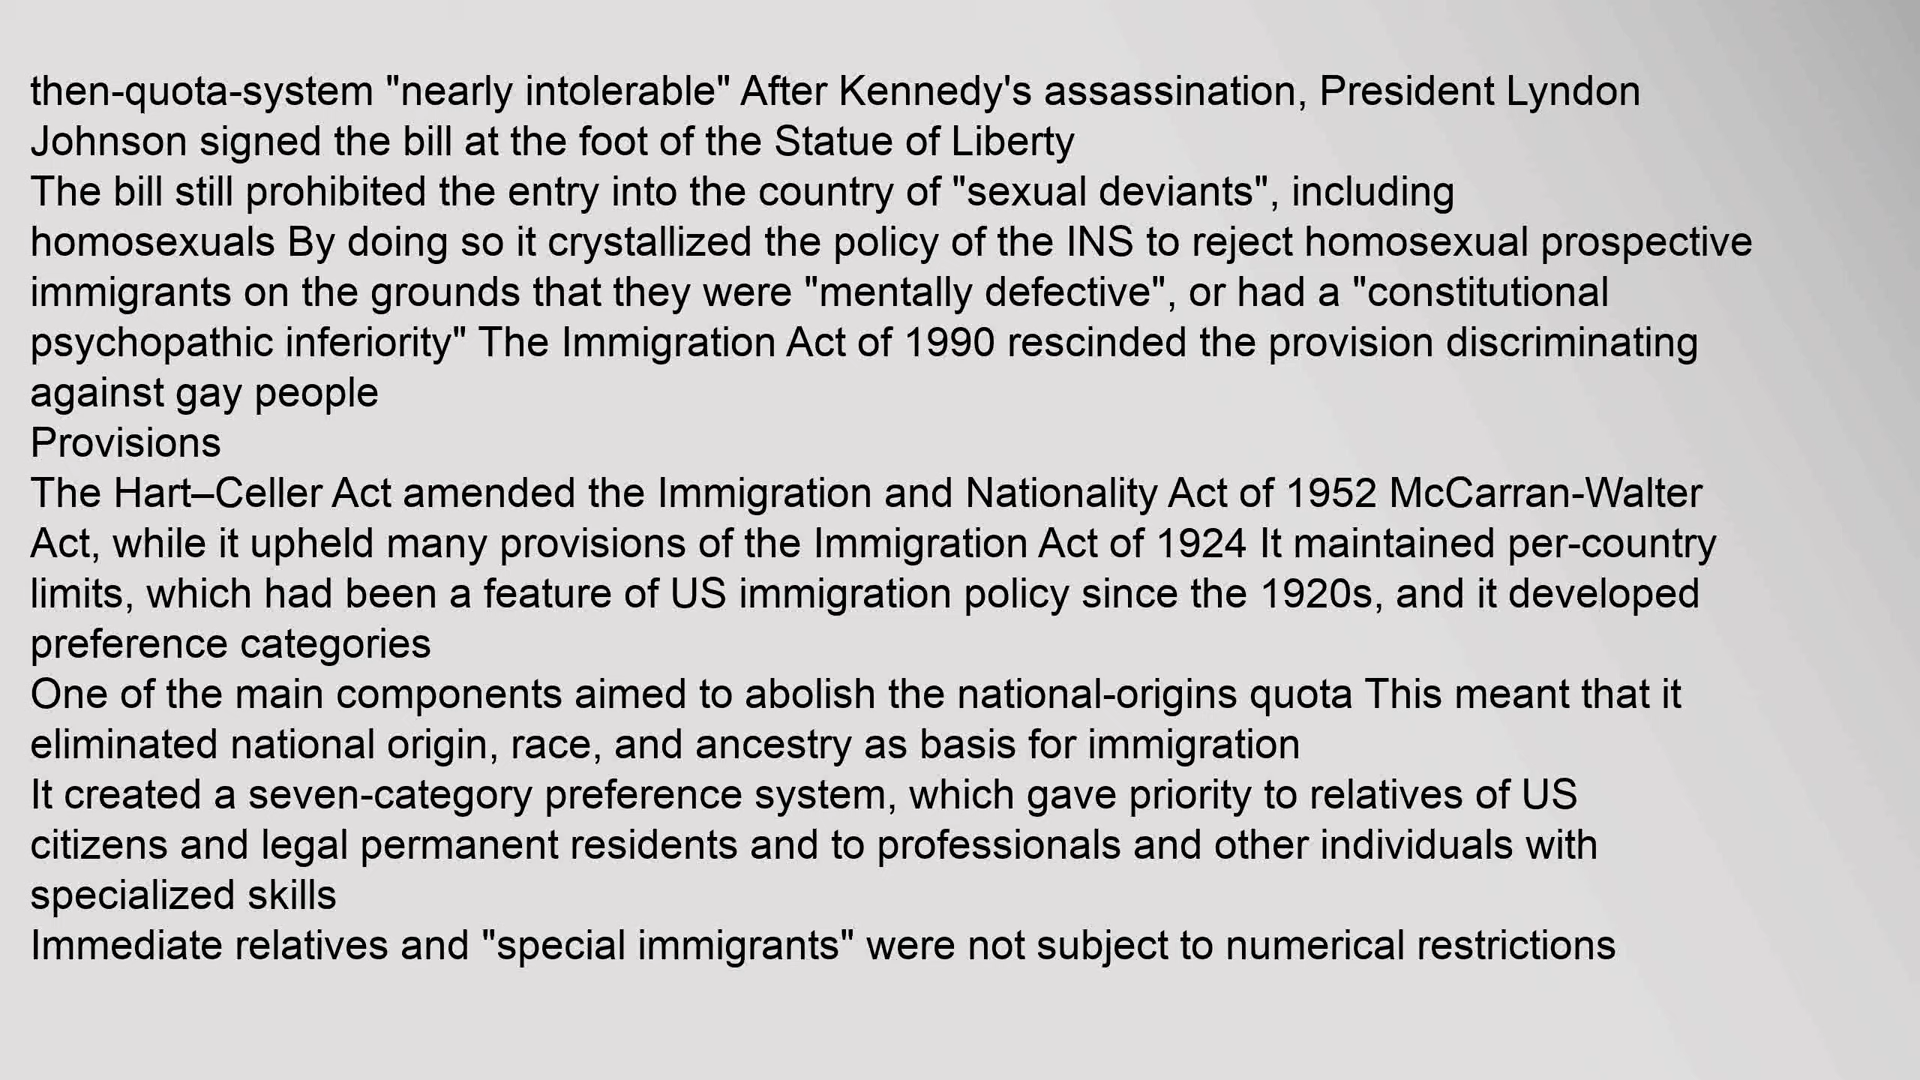 then-quota-system "nearly intolerable" After Kennedy's assassination, President Lyndon
Johnson signed the bill at the foot of the Statue of Liberty
The bill still prohibited the entry into the country of "sexual deviants", including
homosexuals By doing so it crystallized the policy of the INS to reject homosexual prospective
immigrants on the grounds that they were "mentally defective", or had a "constitutional
psychopathic inferiority" The Immigration Act of 1990 rescinded the provision discriminating
against gay people
Provisions
The Hart–Celler Act amended the Immigration and Nationality Act of 1952 McCarran-Walter
Act, while it upheld many provisions of the Immigration Act of 1924 It maintained per-country
limits, which had been a feature of US immigration policy since the 1920s, and it developed
preference categories
One of the main components aimed to abolish the national-origins quota This meant that it
eliminated national origin, race, and ancestry as basis for immigration
It created a seven-category preference system, which gave priority to relatives of US
citizens and legal permanent residents and to professionals and other individuals with
specialized skills
Immediate relatives and "special immigrants" were not subject to numerical restrictions